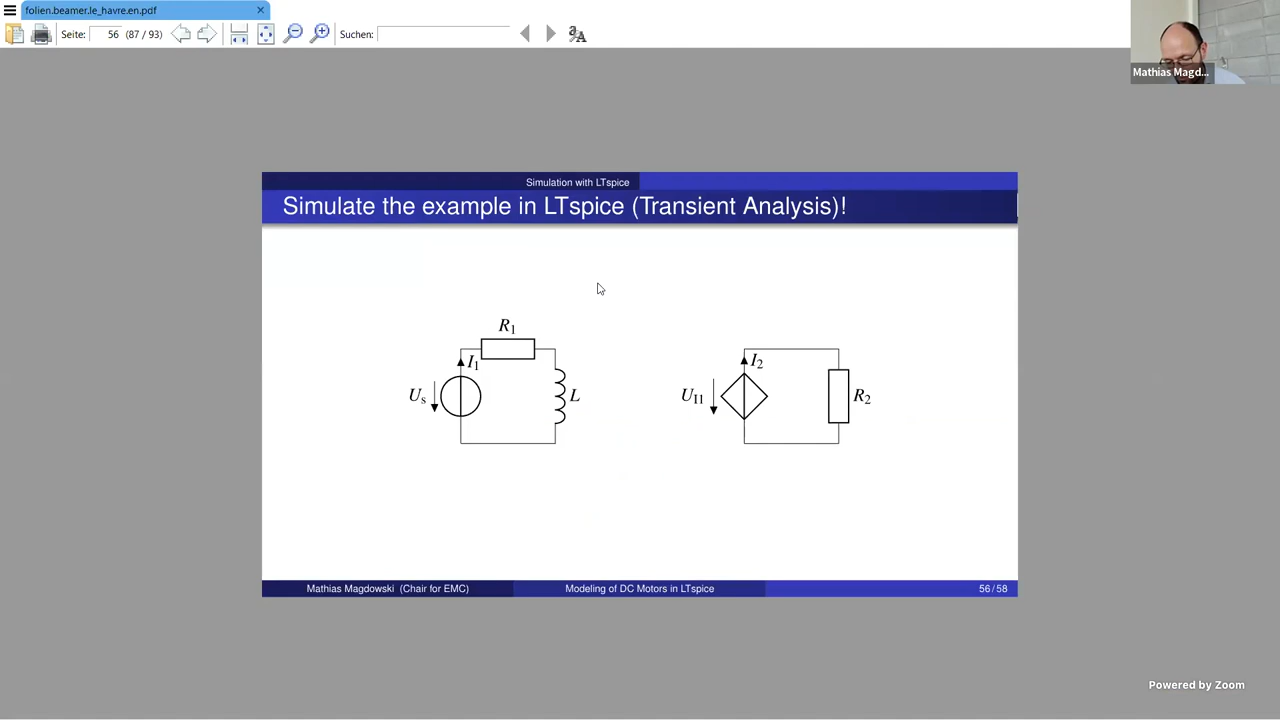 folien.beamer.le_havre.en.pdf
Seite: 56 (87 / 93) Suchen:
Mathias Magd...
Simulation with LTspice
Simulate the example in LTspice (Transient Analysis)!
R1
I1
Us
L
I2
UI1
R2
Mathias Magdowski (Chair for EMC) Modeling of DC Motors in LTspice 56 / 58
Powered by Zoom